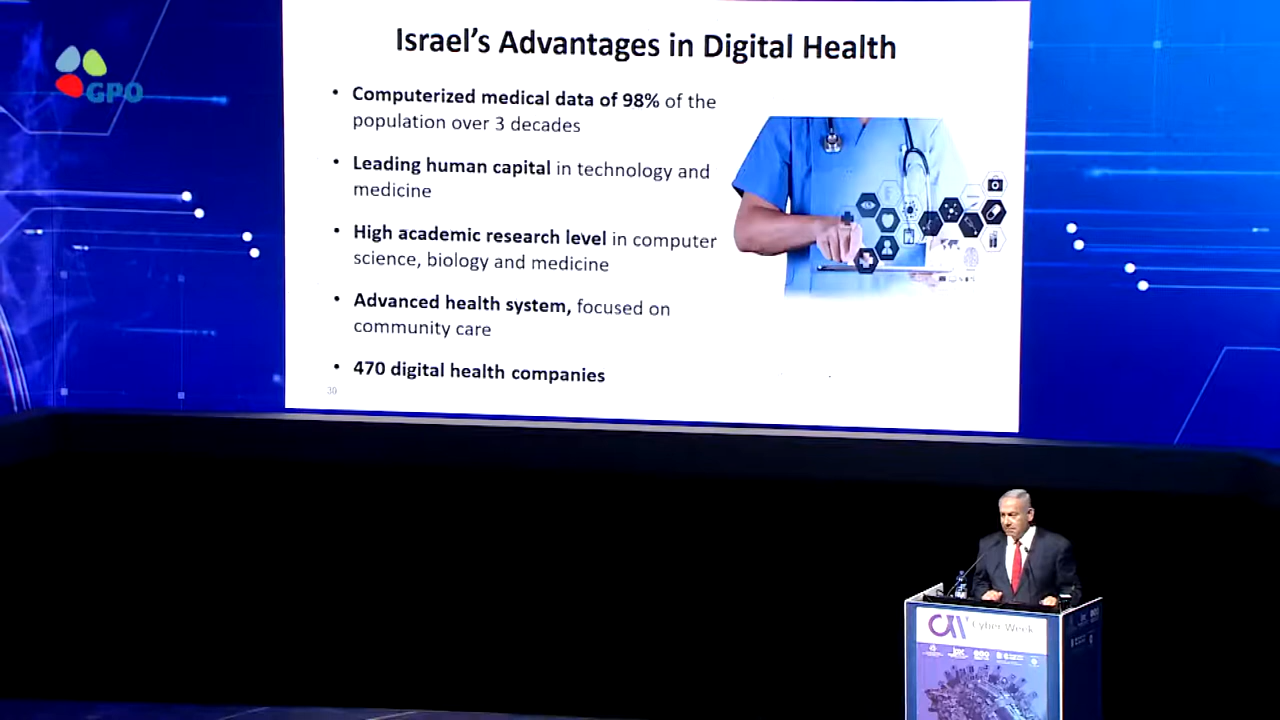 Israel's Advantages in Digital Health
GPO
• Computerized medical data of 98% of the
population over 3 decades
• Leading human capital in technology and
medicine
• High academic research level in computer
science, biology and medicine
• Advanced health system, focused on
community care
• 470 digital health companies
30
Cyber Week